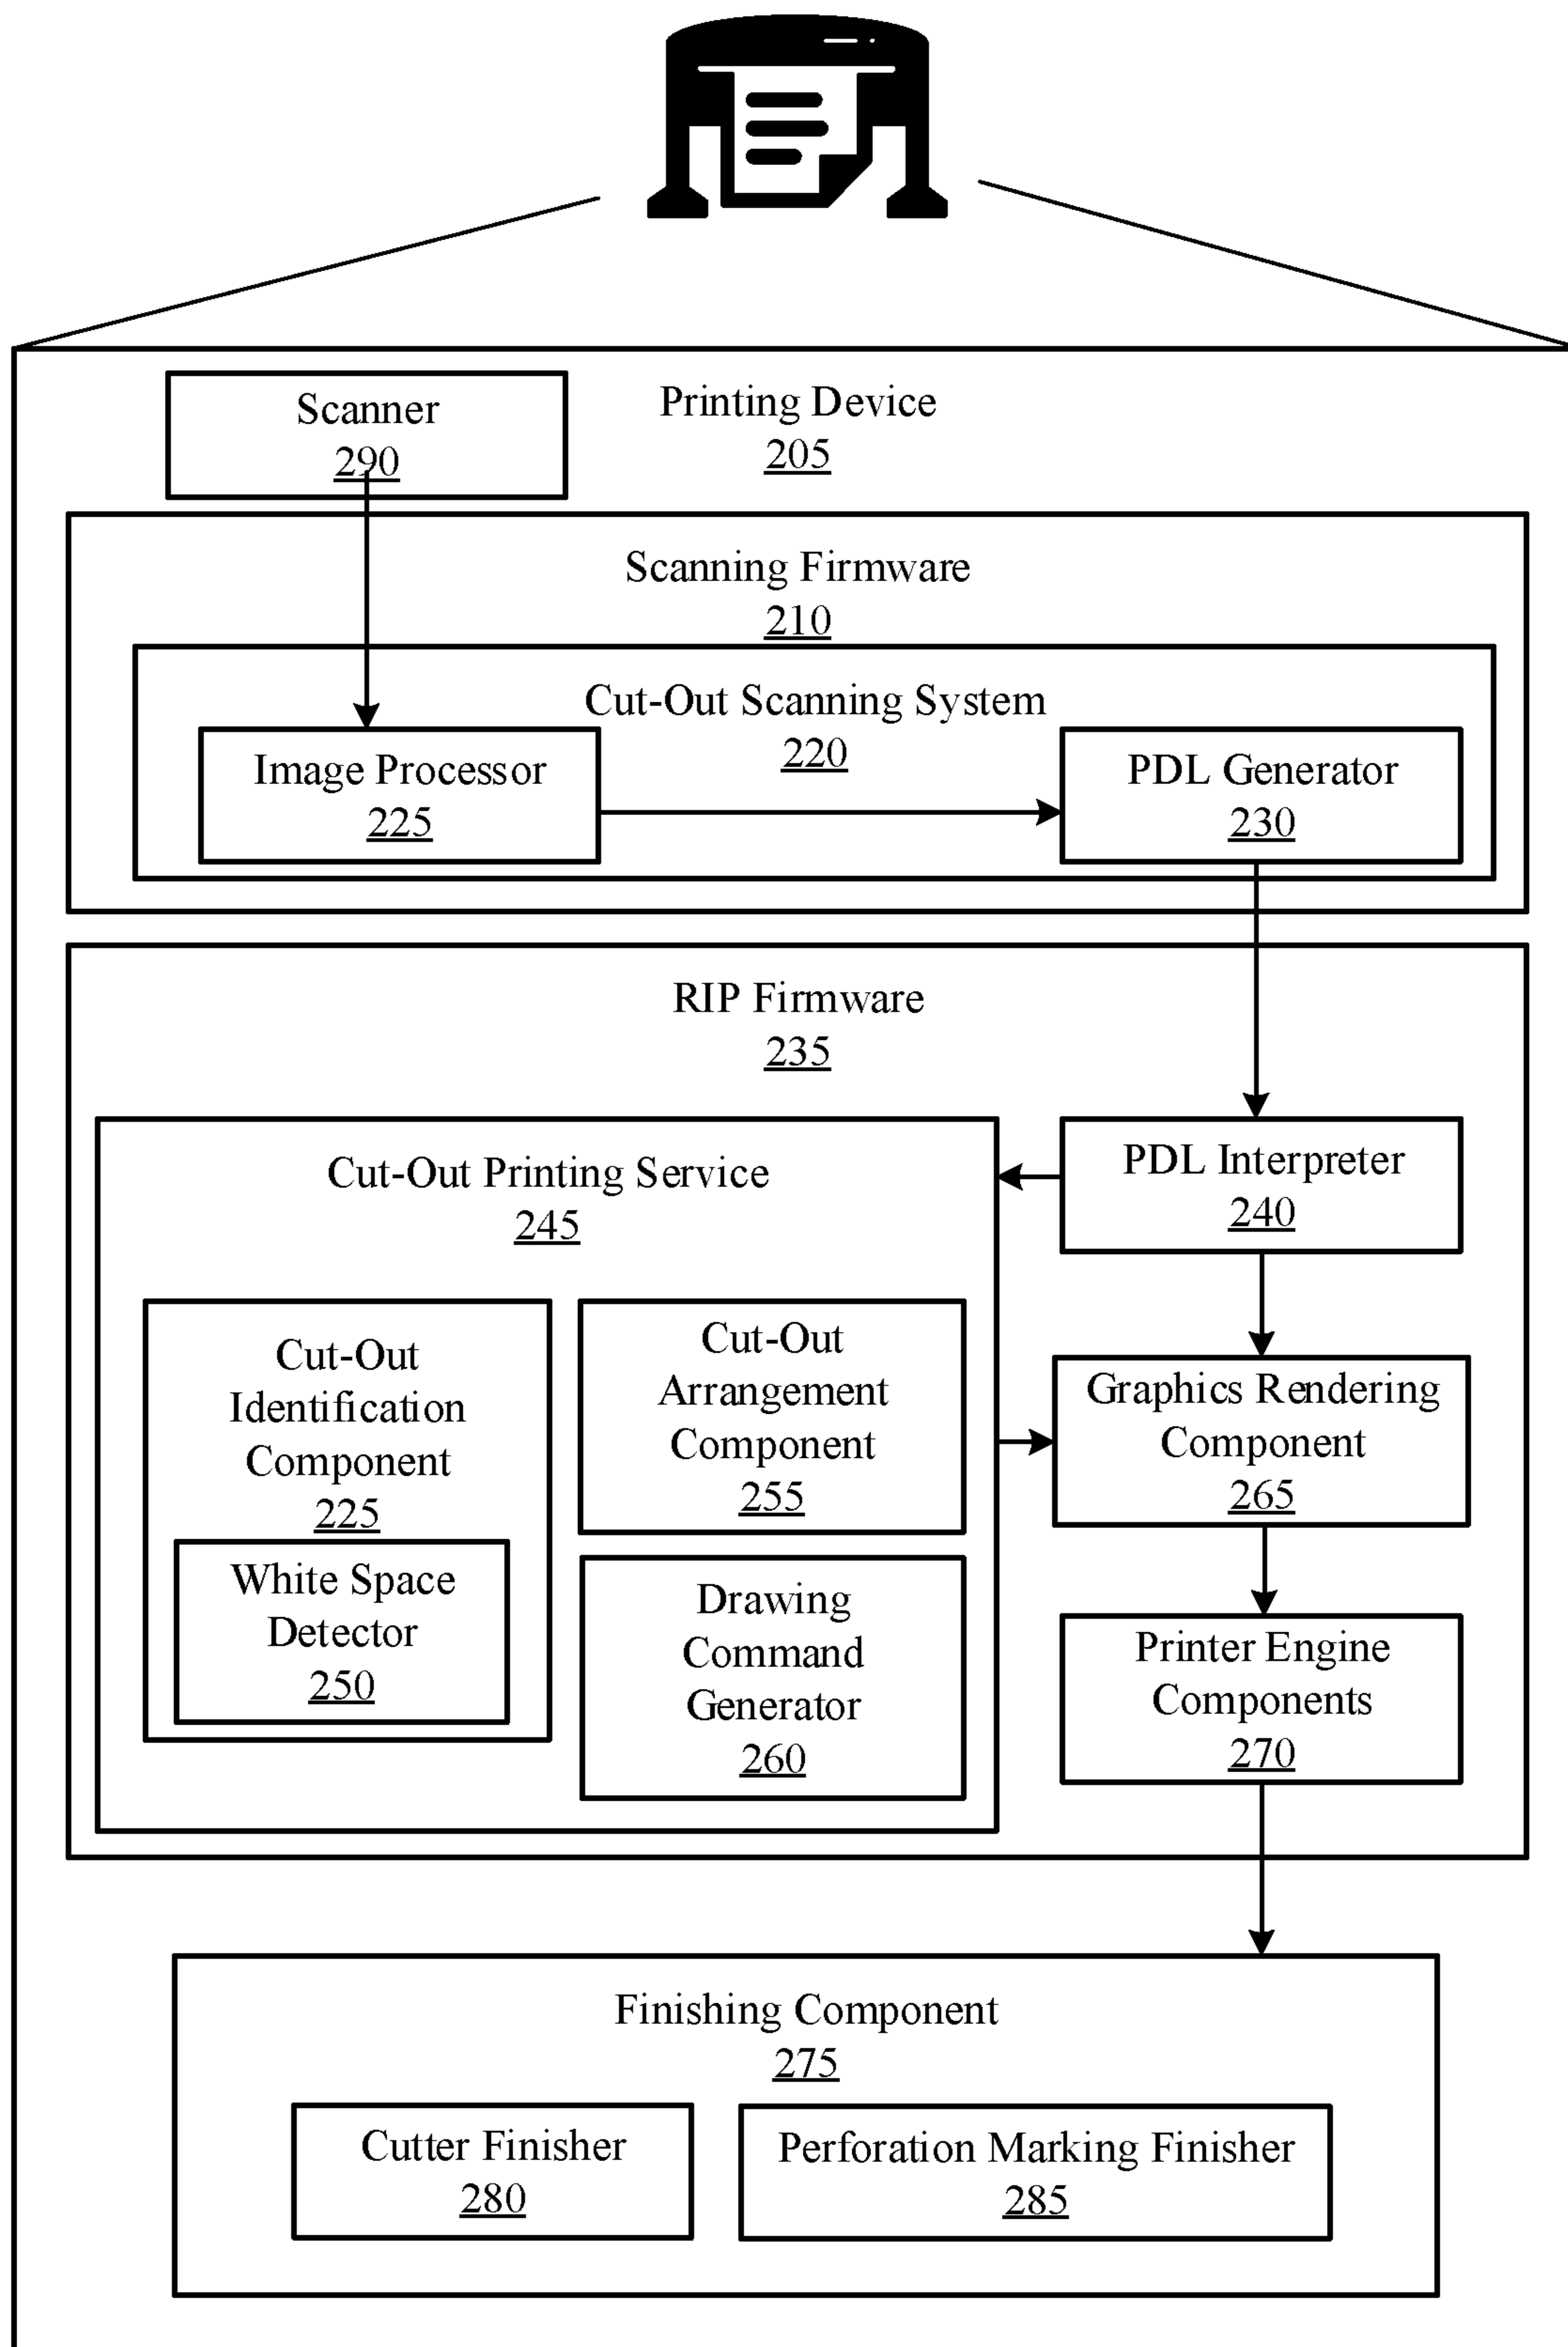 Scanner
290
Printing Device
205
Scanning Firmware
210
Cut-Out Scanning System
220
Image Processor
225
PDL Generator
230
RIP Firmware
235
Cut-Out Printing Service
245
PDL Interpreter
240
Cut-Out
Identification
Component
225
White Space
Detector
250
Cut-Out
Arrangement
Component
255
Drawing
Command
Generator
260
Graphics Rendering
Component
265
Printer Engine
Components
270
Finishing Component
275
Cutter Finisher
280
Perforation Marking Finisher
285